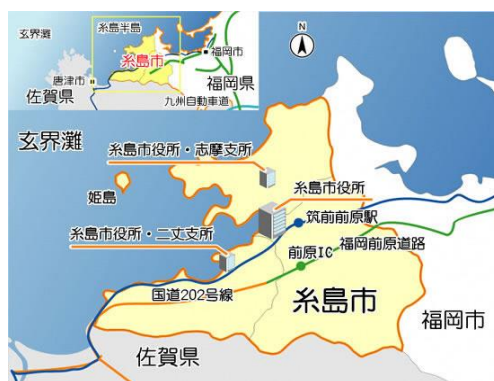 糸島半島
玄界灘
福岡市
糸島市
唐津市
福岡県
佐賀県
九州自動車道
N
玄界灘
糸島市役所・志摩支所
姫島
糸島市役所
筑前前原駅
糸島市役所・二丈支所
前原IC
福岡前原道路
国道202号線
糸島市
福岡市
佐賀県